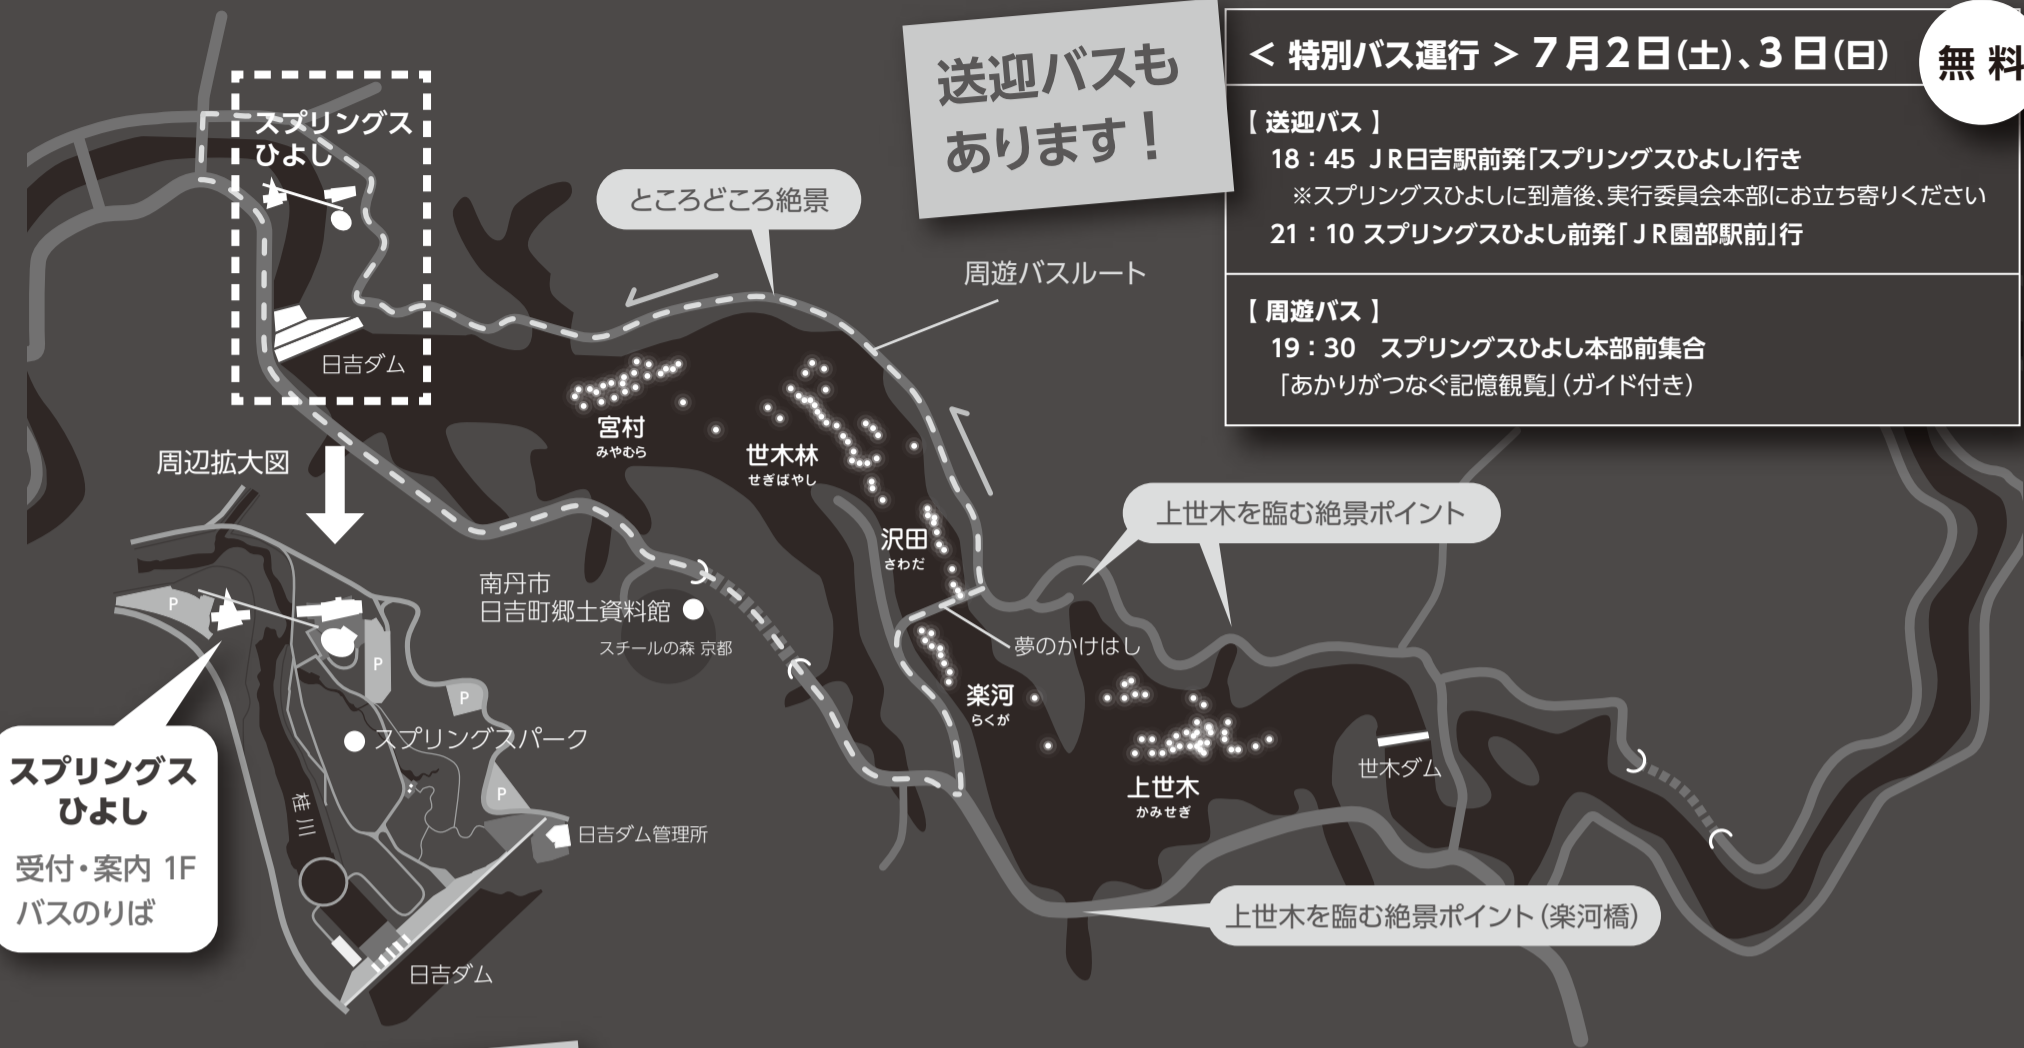 送迎バスも
あります！
＜ 特別バス運行 ＞ 7月2日(土)、3日(日)
無料
【 送迎バス 】
18：45 JR日吉駅前発「スプリングスひよし」行き
※スプリングスひよしに到着後、実行委員会本部にお立ち寄りください
21：10 スプリングスひよし前発「JR園部駅前」行
【 周遊バス 】
19：30　スプリングスひよし本部前集合
「あかりがつなぐ記憶観覧」(ガイド付き)
スプリングス
ひよし
日吉ダム
ところどころ絶景
周遊バスルート
宮村
みやむら
世木林
せぎばやし
沢田
さわだ
上世木を臨む絶景ポイント
周辺拡大図
南丹市
日吉町郷土資料館
スチールの森 京都
夢のかけはし
楽河
らくが
上世木
かみせぎ
世木ダム
上世木を臨む絶景ポイント(楽河橋)
P
P
P
P
スプリングスパーク
桂川
日吉ダム管理所
日吉ダム
スプリングス
ひよし
受付・案内 1F
バスのりば